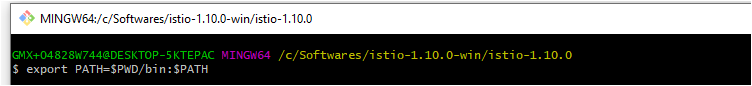 MINGW64:/c/Softwares/istio-1.10.0-win/istio-1.10.0
GMX+04828W744@DESKTOP-5KTEPAC MINGW64 /c/Softwares/istio-1.10.0-win/istio-1.10.0
$ export PATH=$PWD/bin:$PATH